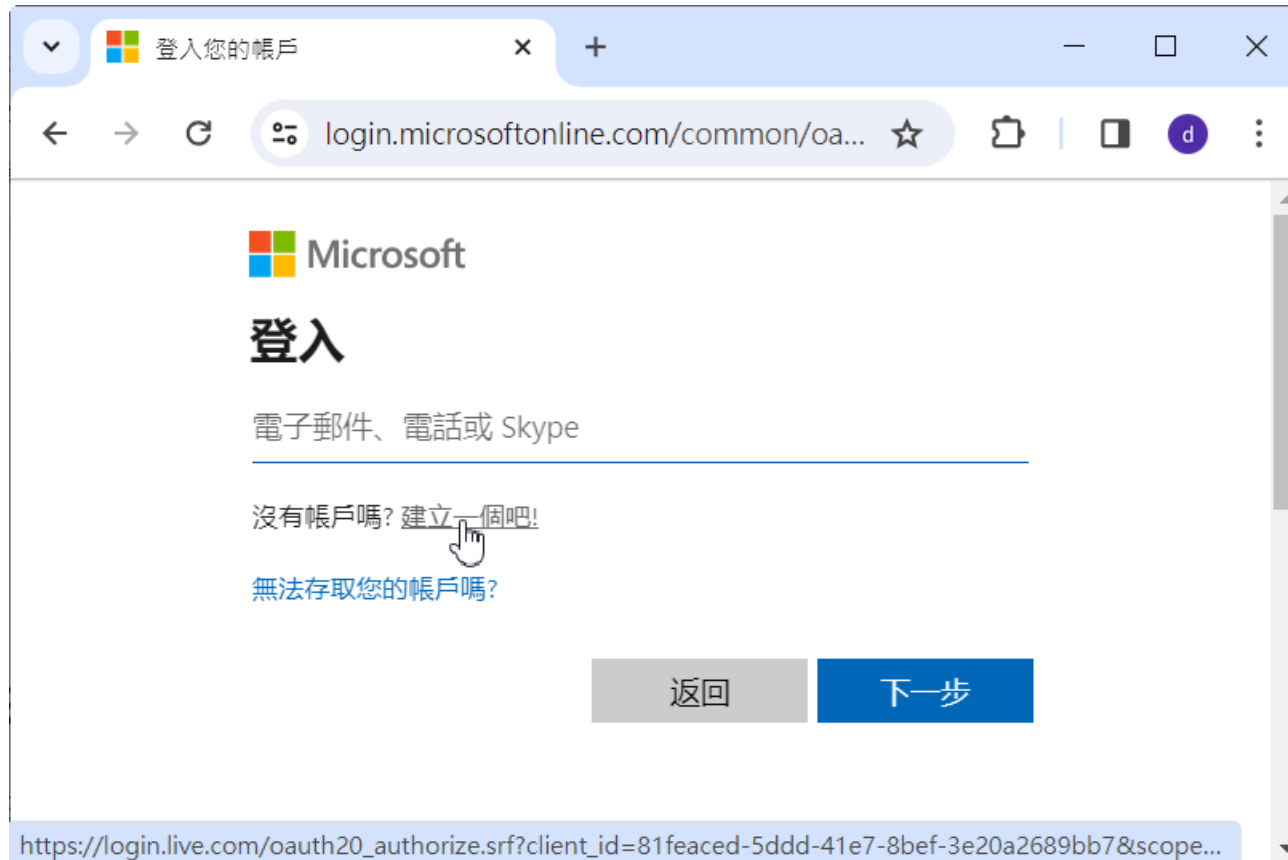 登入您的帳戶
login.microsoftonline.com/common/oa...
d
Microsoft
登入
電子郵件、電話或 Skype
沒有帳戶嗎? 建立一個吧!
無法存取您的帳戶嗎?
返回 下一步
https://login.live.com/oauth20_authorize.srf?client_id=81feaced-5ddd-41e7-8bef-3e20a2689bb7&scope...